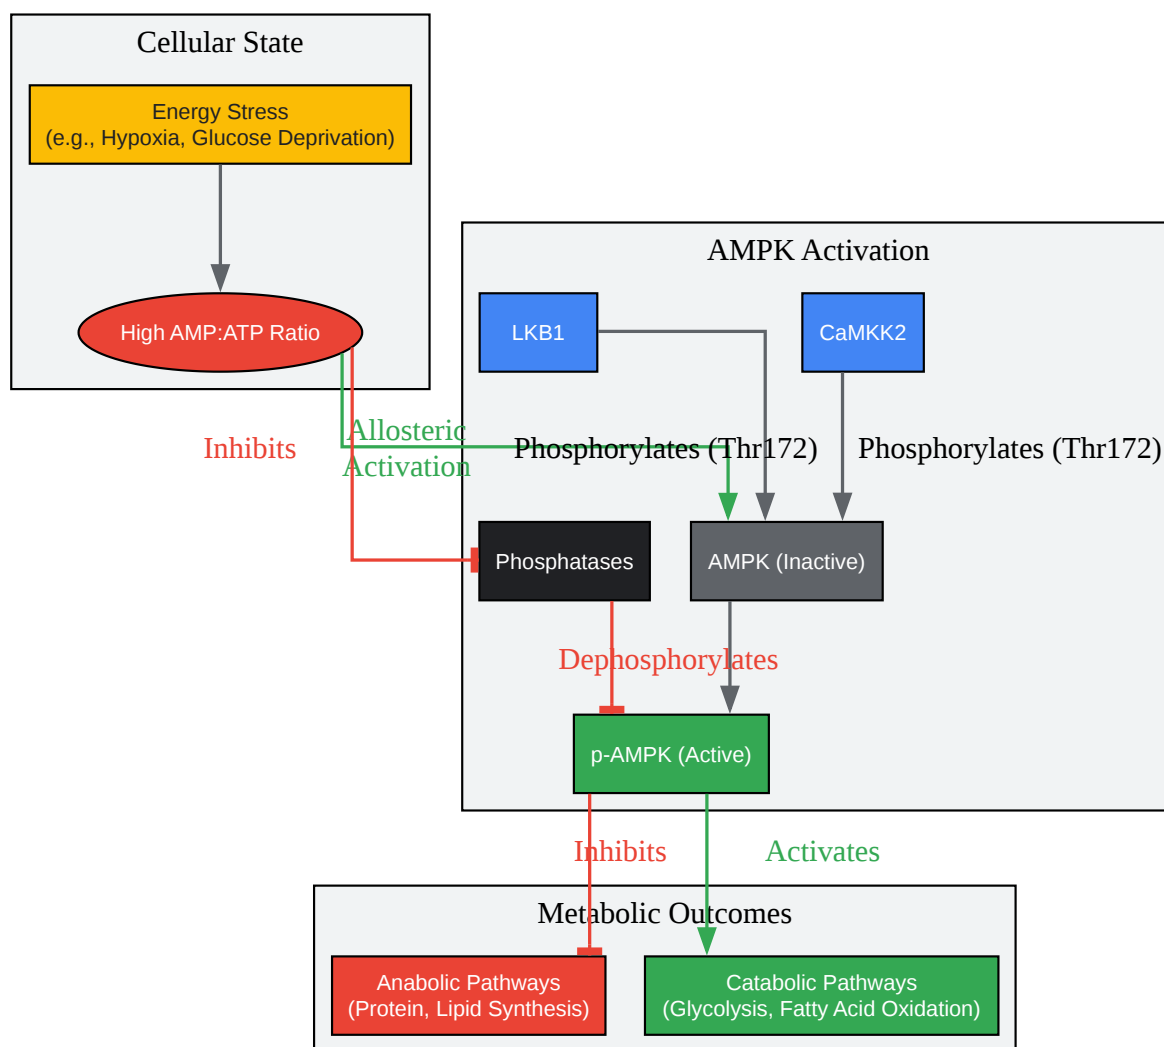 Cellular State
Energy Stress
(e.g., Hypoxia, Glucose Deprivation)
High AMP:ATP Ratio
AMPK Activation
LKB1
CaMKK2
Inhibits
Allosteric
Activation
Phosphorylates (Thr172)
Phosphorylates (Thr172)
Phosphatases
AMPK (Inactive)
Dephosphorylates
p-AMPK (Active)
Inhibits
Activates
Metabolic Outcomes
Anabolic Pathways
(Protein, Lipid Synthesis)
Catabolic Pathways
(Glycolysis, Fatty Acid Oxidation)